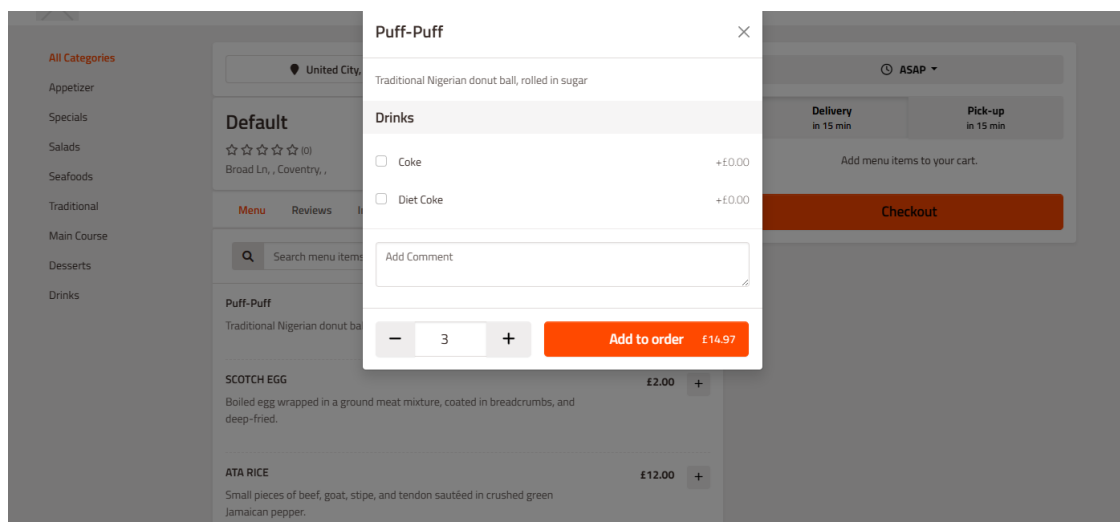 All Categories
Appetizer
Specials
Salads
Seafoods
Traditional
Main Course
Desserts
Drinks
United City,
Default
(0)
Broad Ln, , Coventry, ,
Menu Reviews
Search menu items
Puff-Puff
Traditional Nigerian donut
SCOTCH EGG £2.00 +
Boiled egg wrapped in a ground meat mixture, coated in breadcrumbs, and
deep-fried.
ATA RICE £12.00 +
Small pieces of beef, goat, stipe, and tendon sautéed in crushed green
Jamaican pepper.
Puff-Puff
Traditional Nigerian donut ball, rolled in sugar
Drinks
Coke +£0.00
Diet Coke +£0.00
Add Comment
− 3 + Add to order £14.97
ASAP
Delivery Pick-up
in 15 min in 15 min
Add menu items to your cart.
Checkout